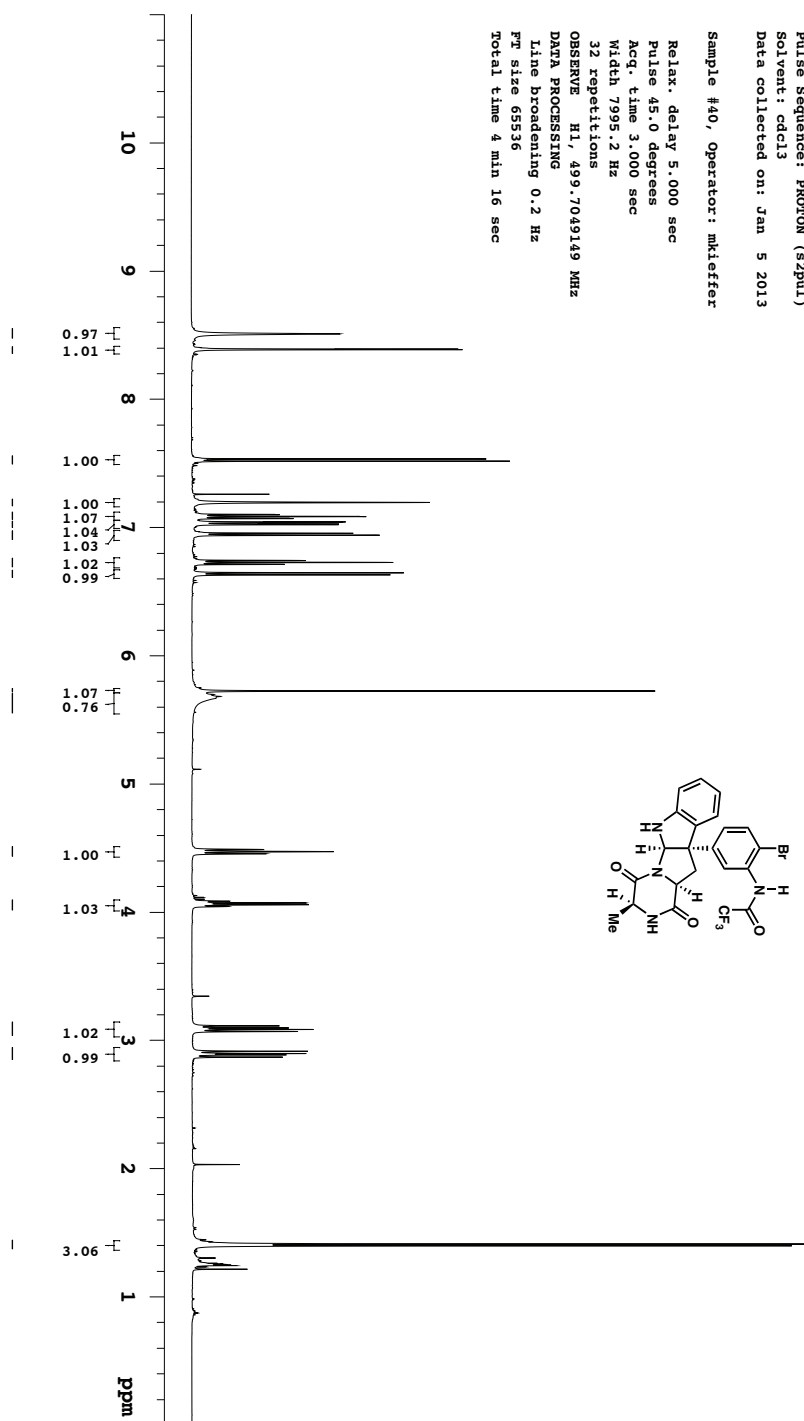 Pulse Sequence: PROTON (s2pul)
Solvent: cdcl3
Data collected on: Jan 5 2013
Sample #40, Operator: mkieffer
Relax. delay 5.000 sec
Pulse 45.0 degrees
Acq. time 3.000 sec
Width 7995.2 Hz
32 repetitions
OBSERVE H1, 499.7049149 MHz
DATA PROCESSING
Line broadening 0.2 Hz
FT size 65536
Total time 4 min 16 sec
Br
H
N
O
CF3
N
H
H
N
H
O
O
H
NH
Me
10 9 8 7 6 5 4 3 2 1 ppm
0.97
1.01
1.00
1.00
1.07
1.04
1.03
1.02
0.99
1.07
0.76
1.00
1.03
1.02
0.99
3.06